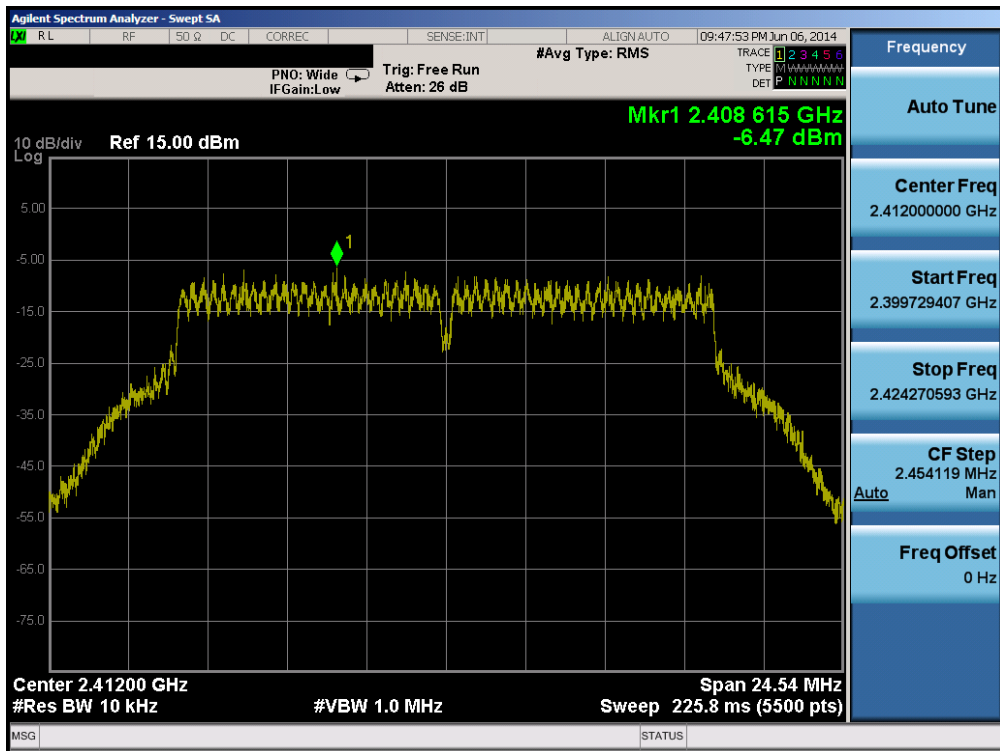 Agilent Spectrum Analyzer - Swept SA
LXI RL RF 50 Ω DC CORREC SENSE:INT ALIGN AUTO 09:47:53 PM Jun 06, 2014
#Avg Type: RMS TRACE 1 2 3 4 5 6
PNO: Wide Trig: Free Run TYPE M W W W W W
IFGain:Low Atten: 26 dB DET P N N N N N
Mkr1 2.408 615 GHz
-6.47 dBm
10 dB/div Ref 15.00 dBm
Log
5.00
1
-5.00
-15.0
-25.0
-35.0
-45.0
-55.0
-65.0
-75.0
Center 2.41200 GHz Span 24.54 MHz
#Res BW 10 kHz #VBW 1.0 MHz Sweep 225.8 ms (5500 pts)
MSG STATUS
Frequency
Auto Tune
Center Freq
2.412000000 GHz
Start Freq
2.399729407 GHz
Stop Freq
2.424270593 GHz
CF Step
2.454119 MHz
Auto Man
Freq Offset
0 Hz